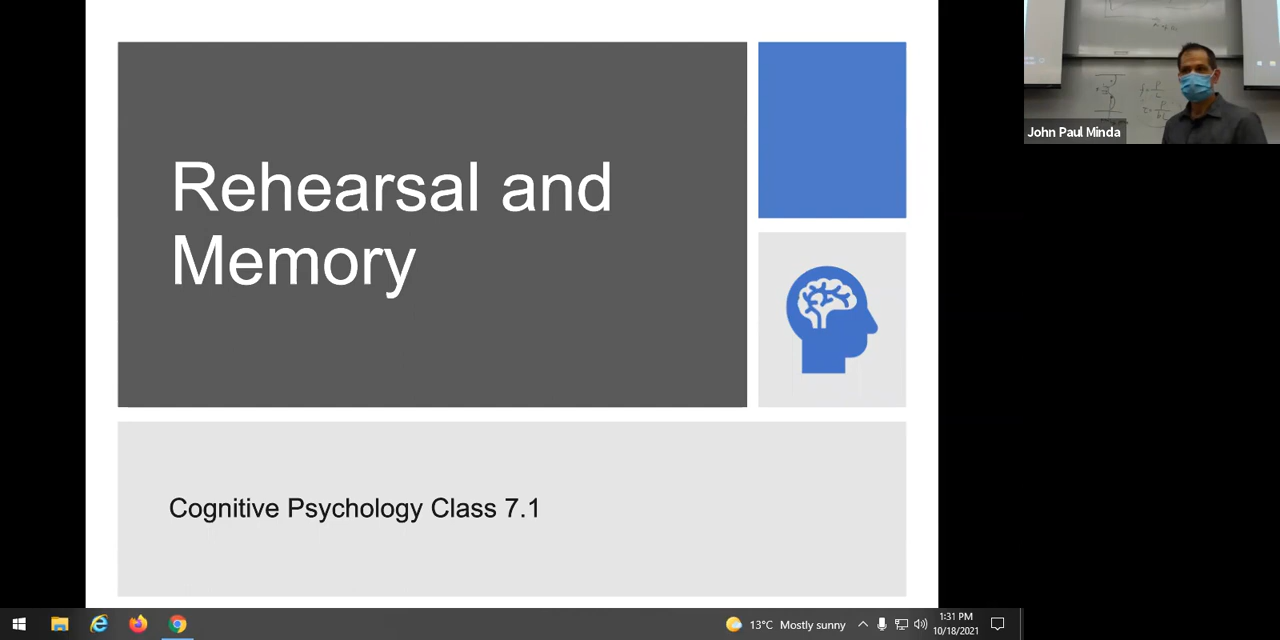 Rehearsal and
Memory
Cognitive Psychology Class 7.1
John Paul Minda
13°C Mostly sunny
1:31 PM
10/18/2021